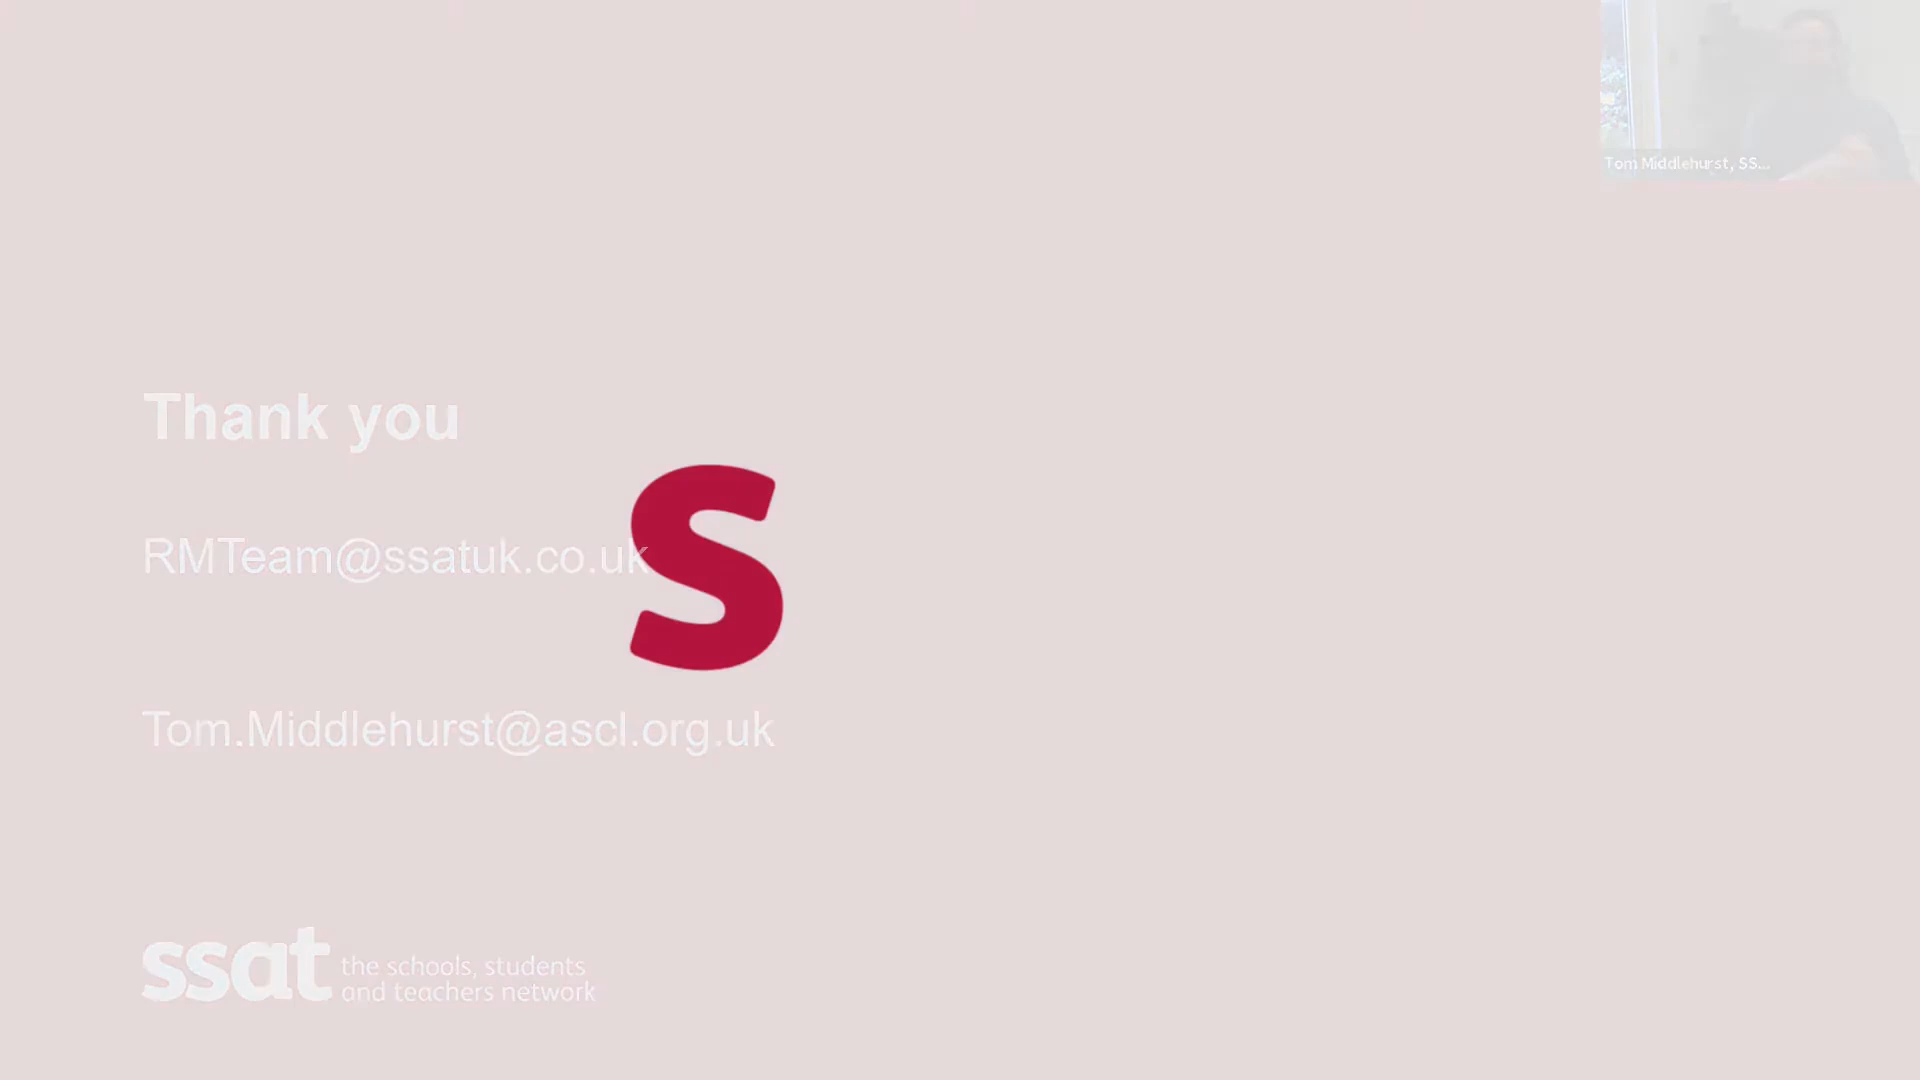 Tom Middlehurst, SS...
Thank you
S
RMTeam@ssatuk.co.uk
Tom.Middlehurst@ascl.org.uk
ssat the schools, students
and teachers network